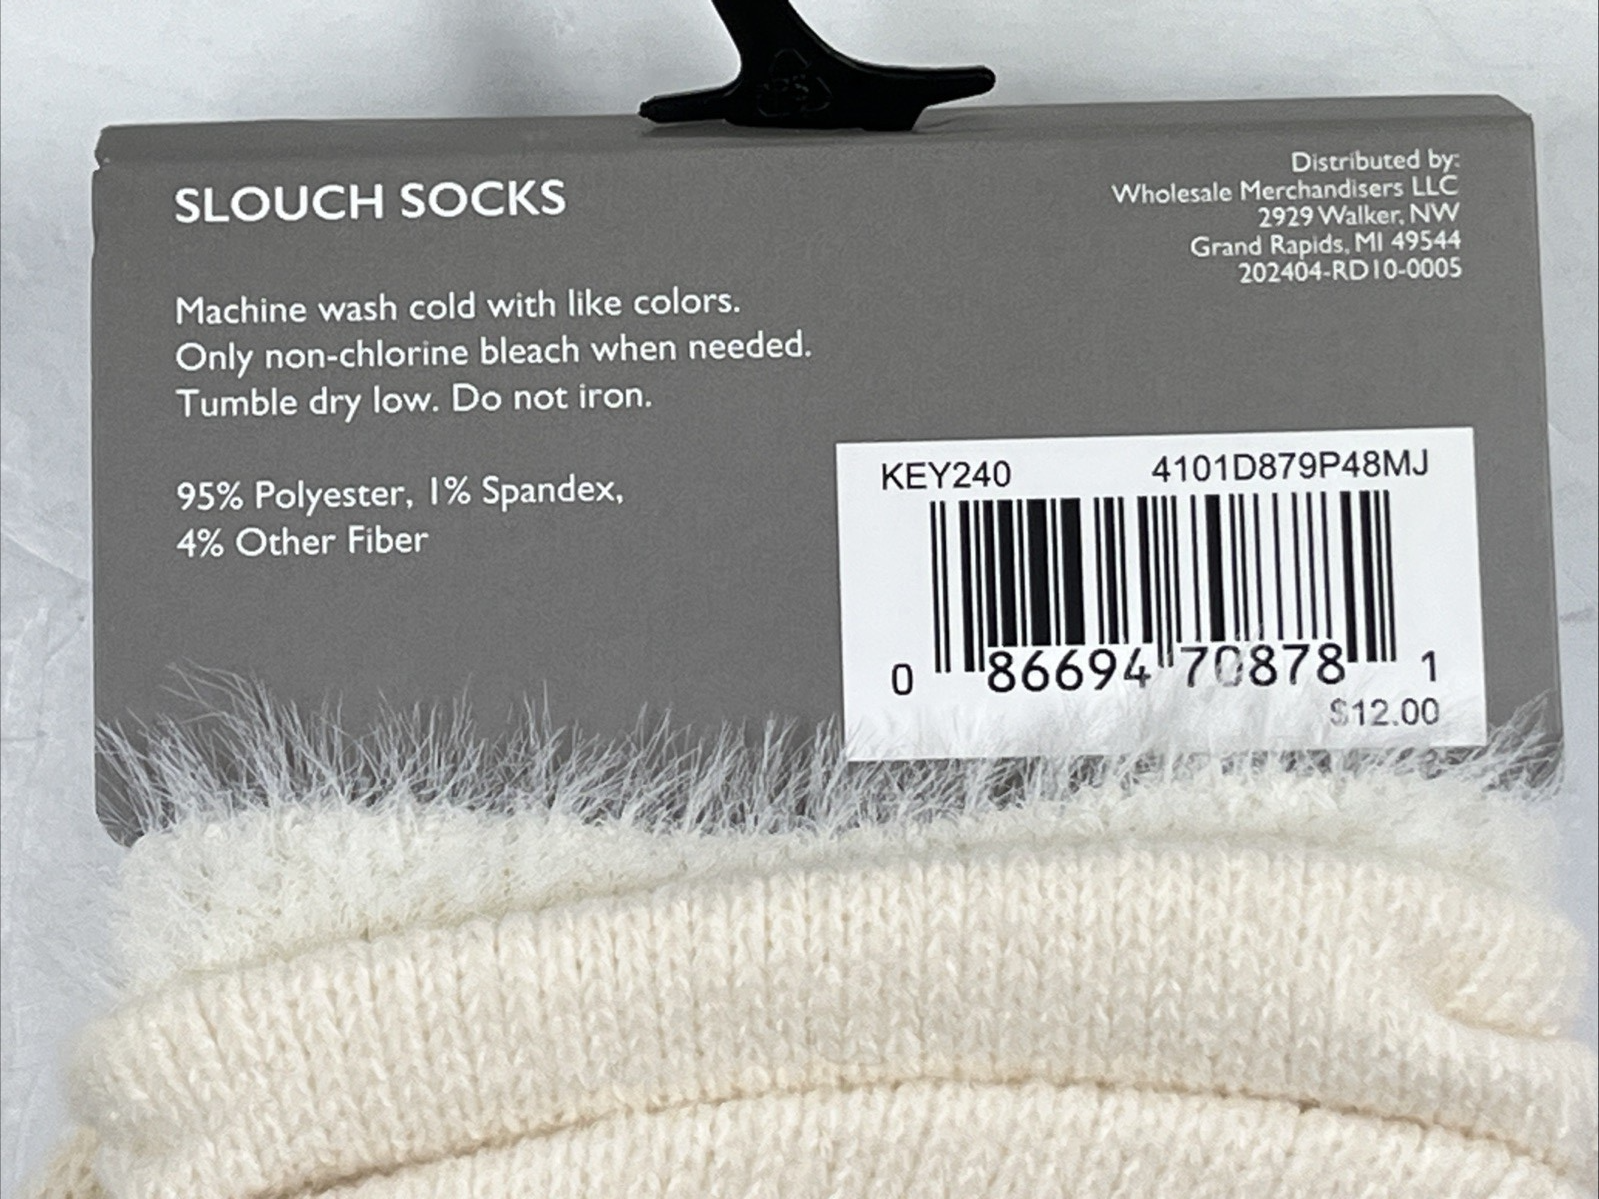 SLOUCH SOCKS
Machine wash cold with like colors.
Only non-chlorine bleach when needed.
Tumble dry low. Do not iron.
95% Polyester, 1% Spandex,
4% Other Fiber
Distributed by:
Wholesale Merchandisers LLC
2929 Walker, NW
Grand Rapids, MI 49544
202404-RD10-0005
KEY240 4101D879P48MJ
0 86694 70878 1
$12.00